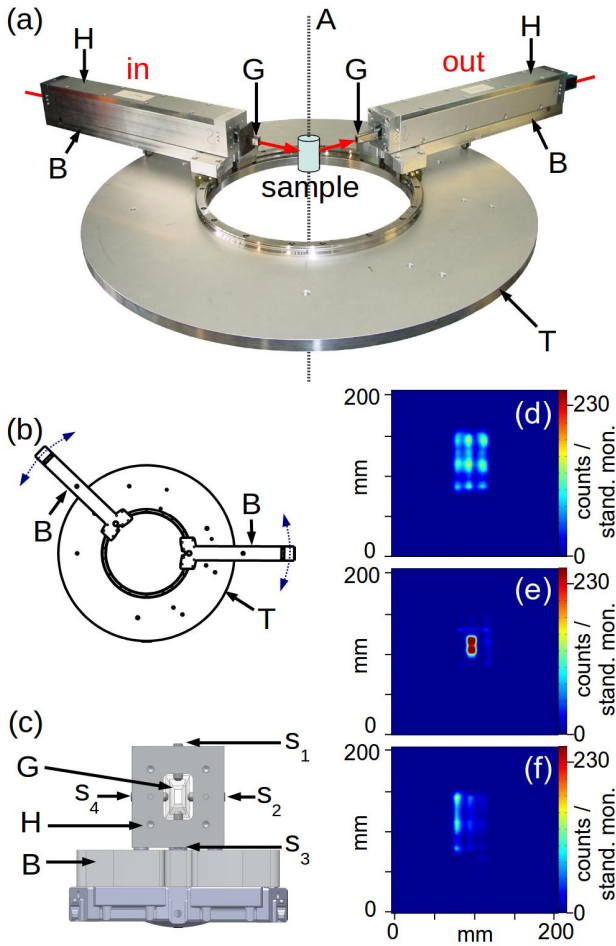 (a)
A
H
in
G
G
out
H
B
sample
B
T
(b)
B
B
T
(c)
G
s1
s4
s2
H
s3
B
200
(d)
230
mm
counts /
stand. mon.
0
0
200
(e)
230
mm
counts /
stand. mon.
0
0
200
(f)
230
mm
counts /
stand. mon.
0
0
0 mm 200